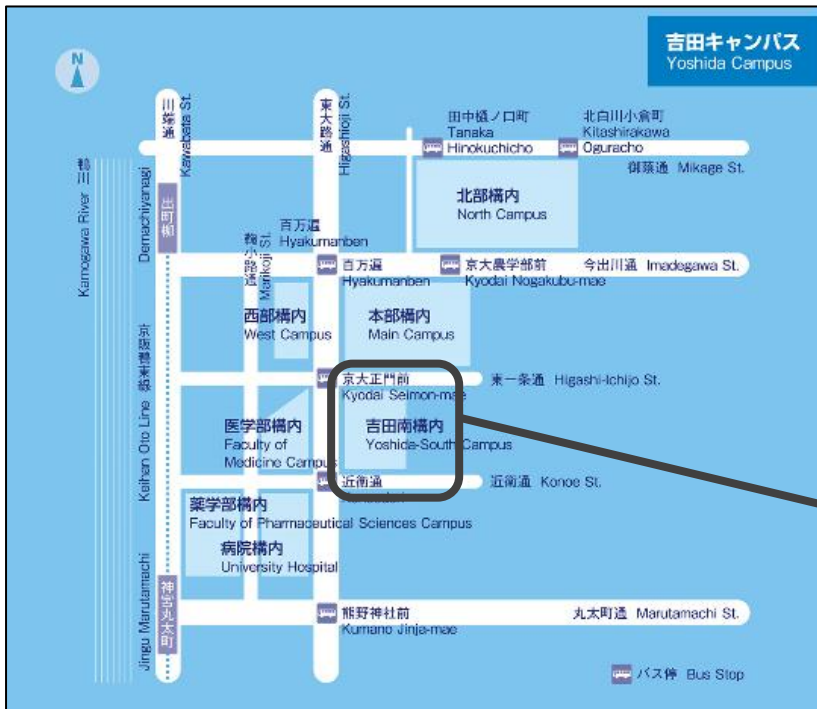 吉田キャンパス
Yoshida Campus
N
川端通
Kawabata St.
東大路通
Higashioji St.
田中樋ノ口町
Tanaka
Hinokuchicho
北白川小倉町
Kitashirakawa
Oguracho
御蔭通 Mikage St.
鴨川
Kamogawa River
出町柳
Demachiyanagi
北部構内
North Campus
百万遍
Hyakumanben
鞠小路通
Marikoji St.
百万遍
Hyakumanben
京大農学部前
Kyodai Nogakubu-mae
今出川通 Imadegawa St.
西部構内
West Campus
本部構内
Main Campus
京阪鴨東線
Keihan Oto Line
京大正門前
Kyodai Seimon-mae
東一条通 Higashi-Ichijo St.
医学部構内
Faculty of
Medicine Campus
吉田南構内
Yoshida-South Campus
近衛通
近衛通 Konoe St.
薬学部構内
Faculty of Pharmaceutical Sciences Campus
病院構内
University Hospital
神宮丸太町
Jingu Marutamachi
熊野神社前
Kumano Jinja-mae
丸太町通 Marutamachi St.
バス停 Bus Stop